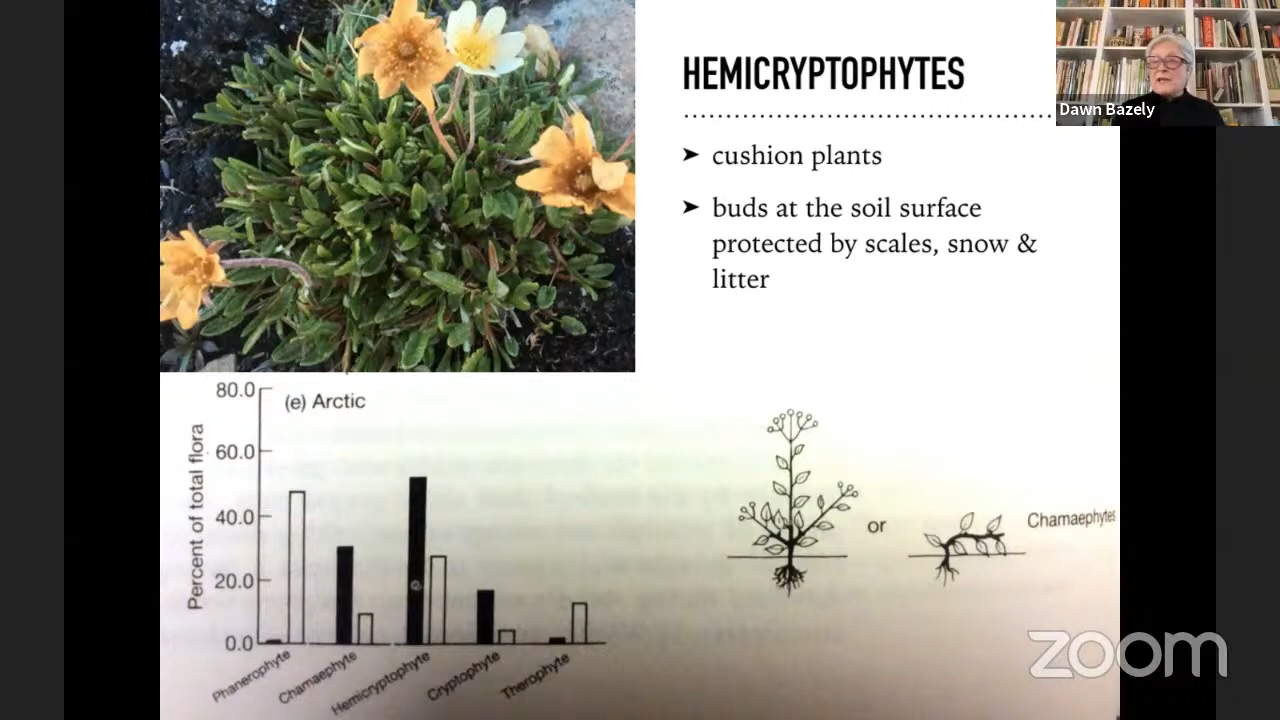 HEMICRYPTOPHYTES
➤ cushion plants
➤ buds at the soil surface
protected by scales, snow &
litter
Dawn Bazely
(e) Arctic
Percent of total flora
80.0
60.0
40.0
20.0
0.0
Phanerophyte
Chamaephyte
Hemicryptophyte
Cryptophyte
Therophyte
or
Chamaephytes
zoom